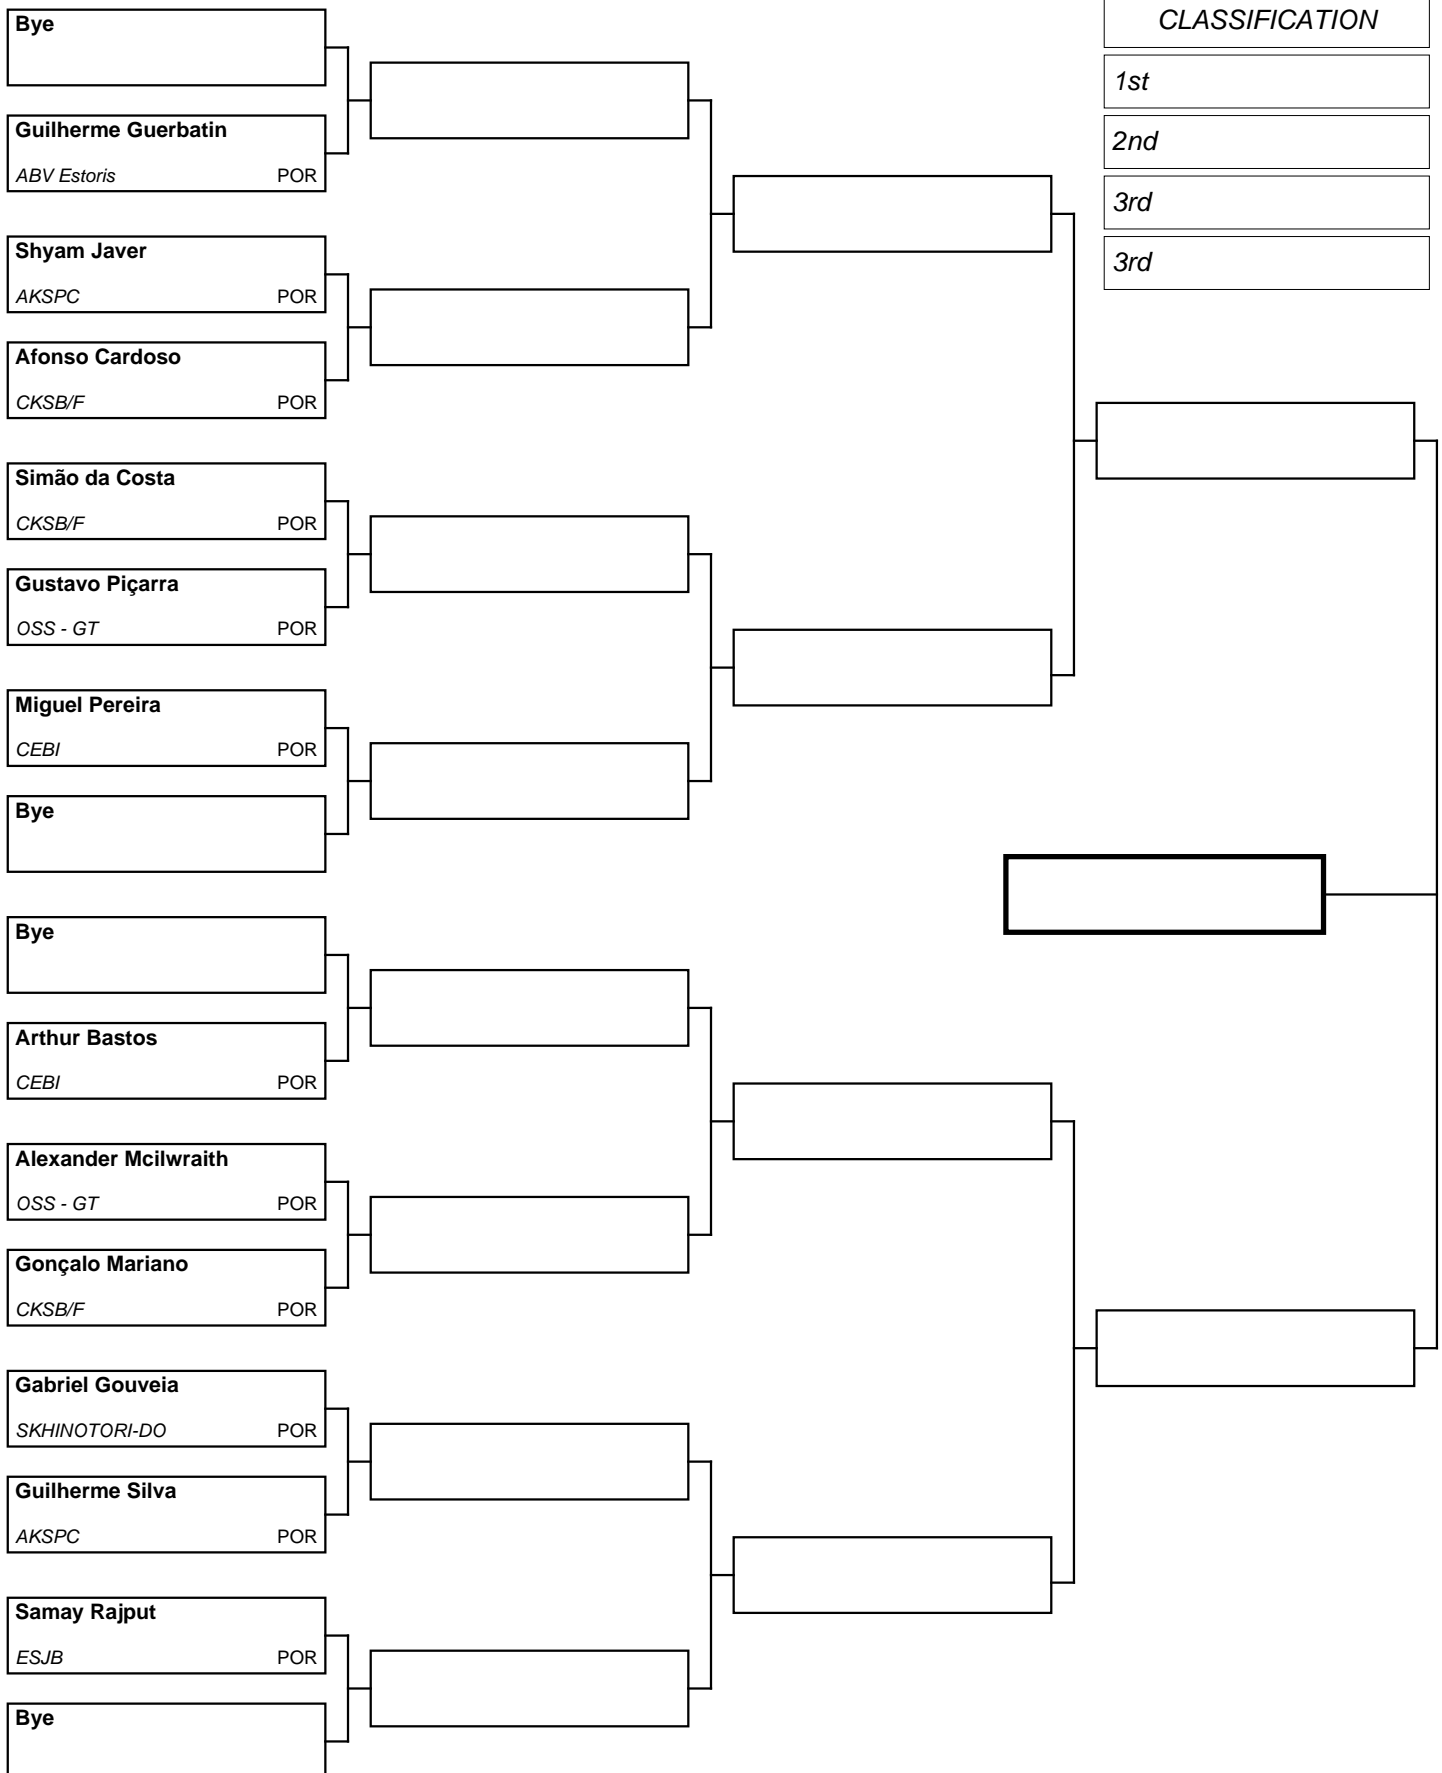 Bye
CLASSIFICATION
1st
2nd
3rd
3rd
Guilherme Guerbatin
ABV Estoris POR
Shyam Javer
AKSPC POR
Afonso Cardoso
CKSB/F POR
Simão da Costa
CKSB/F POR
Gustavo Piçarra
OSS - GT POR
Miguel Pereira
CEBI POR
Bye
Bye
Arthur Bastos
CEBI POR
Alexander Mcilwraith
OSS - GT POR
Gonçalo Mariano
CKSB/F POR
Gabriel Gouveia
SKHINOTORI-DO POR
Guilherme Silva
AKSPC POR
Samay Rajput
ESJB POR
Bye